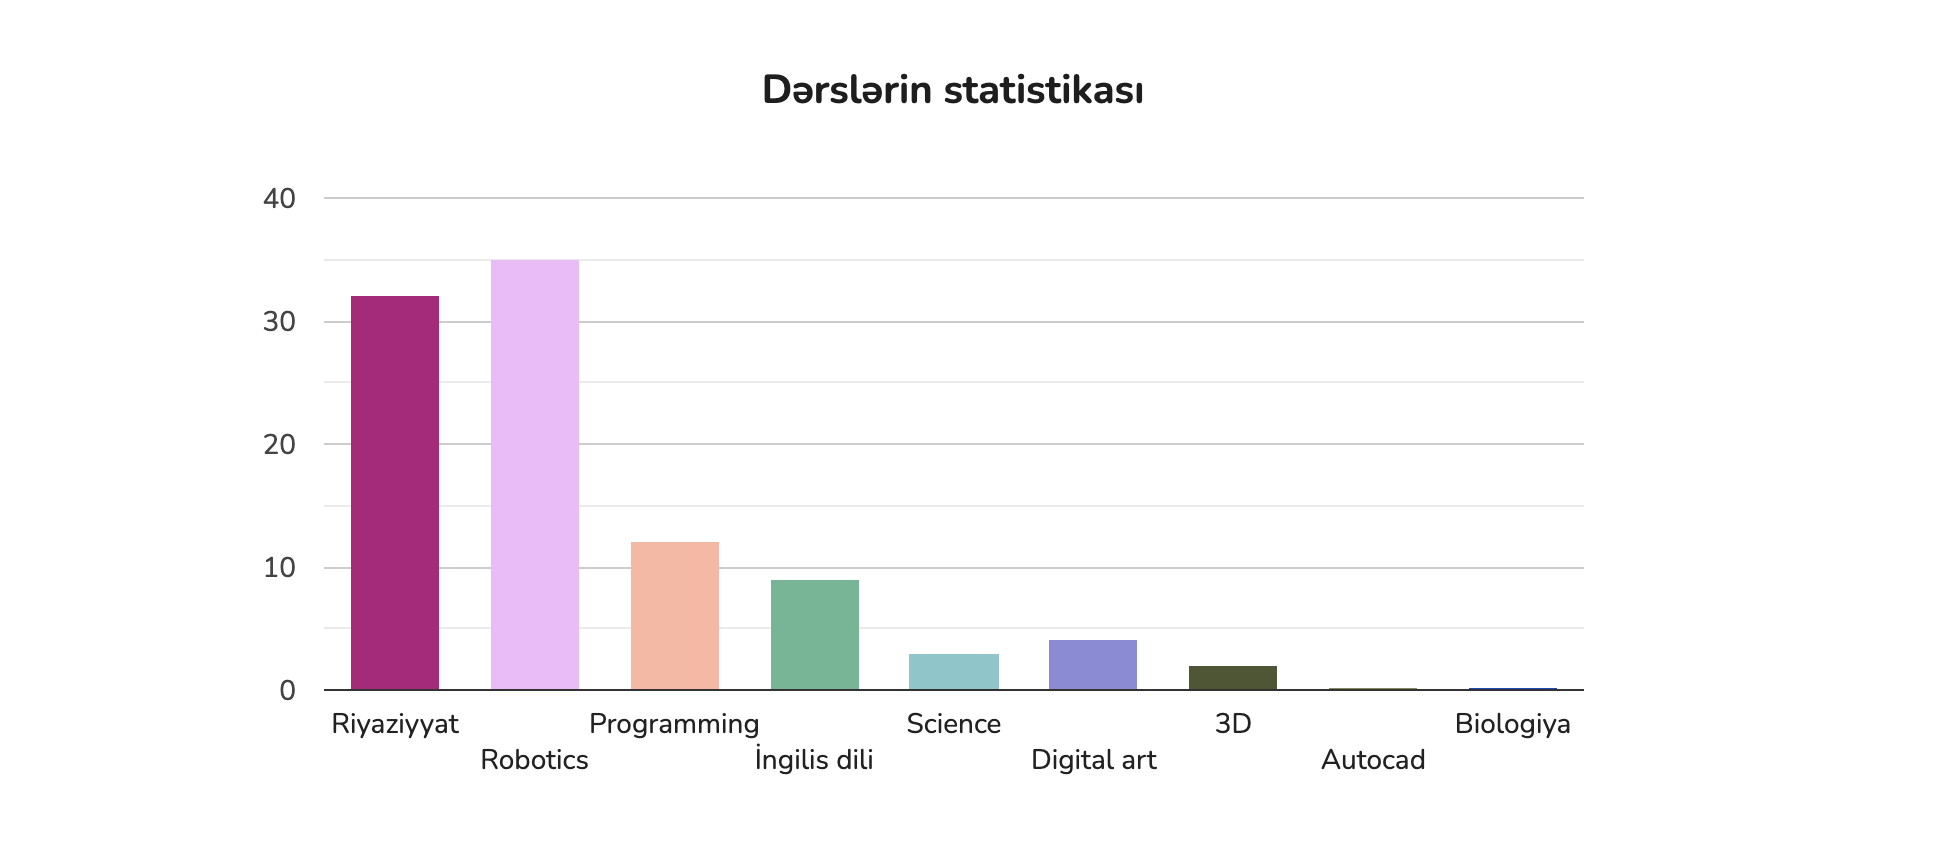 Dərslərin statistikası
40
30
20
10
0
Riyaziyyat
Robotics
Programming
İngilis dili
Science
Digital art
3D
Autocad
Biologiya